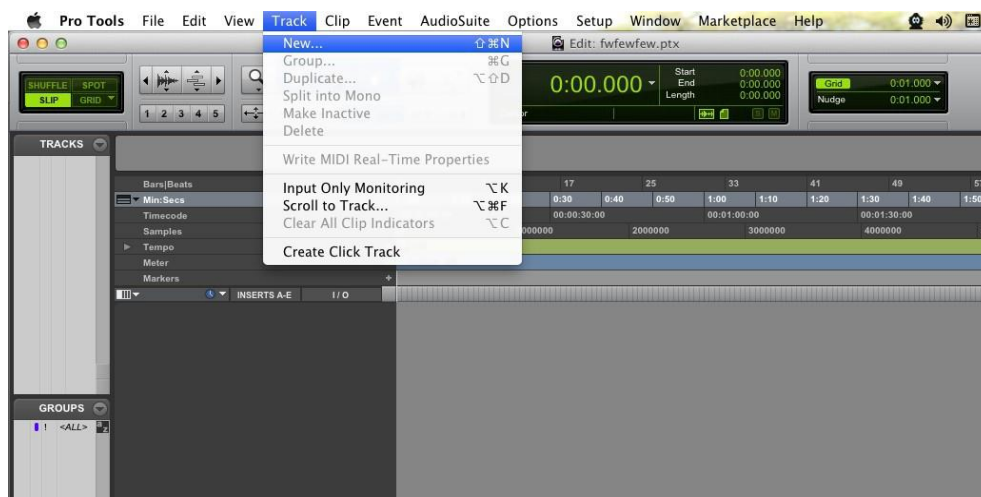 Pro Tools File Edit View Track Clip Event AudioSuite Options Setup Window Marketplace Help
Edit: fwfewfew.ptx
New... ⇧⌘N
Group... ⌘G
Duplicate... ⌥⇧D
Split into Mono
Make Inactive
Delete
Write MIDI Real-Time Properties
Input Only Monitoring ⌥K
Scroll to Track... ⌥⌘F
Clear All Clip Indicators ⌥C
Create Click Track
SHUFFLE SPOT
SLIP GRID
1 2 3 4 5
0:00.000
Start 0:00.000
End 0:00.000
Length 0:00.000
Grid 0:01.000
Nudge 0:01.000
TRACKS
Bars|Beats 17 25 33 41 49
Min:Secs 0:30 0:40 0:50 1:00 1:10 1:20 1:30 1:40 1:50
Timecode 00:00:30:00 00:01:00:00 00:01:30:00
Samples 2000000 3000000 4000000
Tempo
Meter
Markers
INSERTS A-E I / O
GROUPS
! <ALL> a z